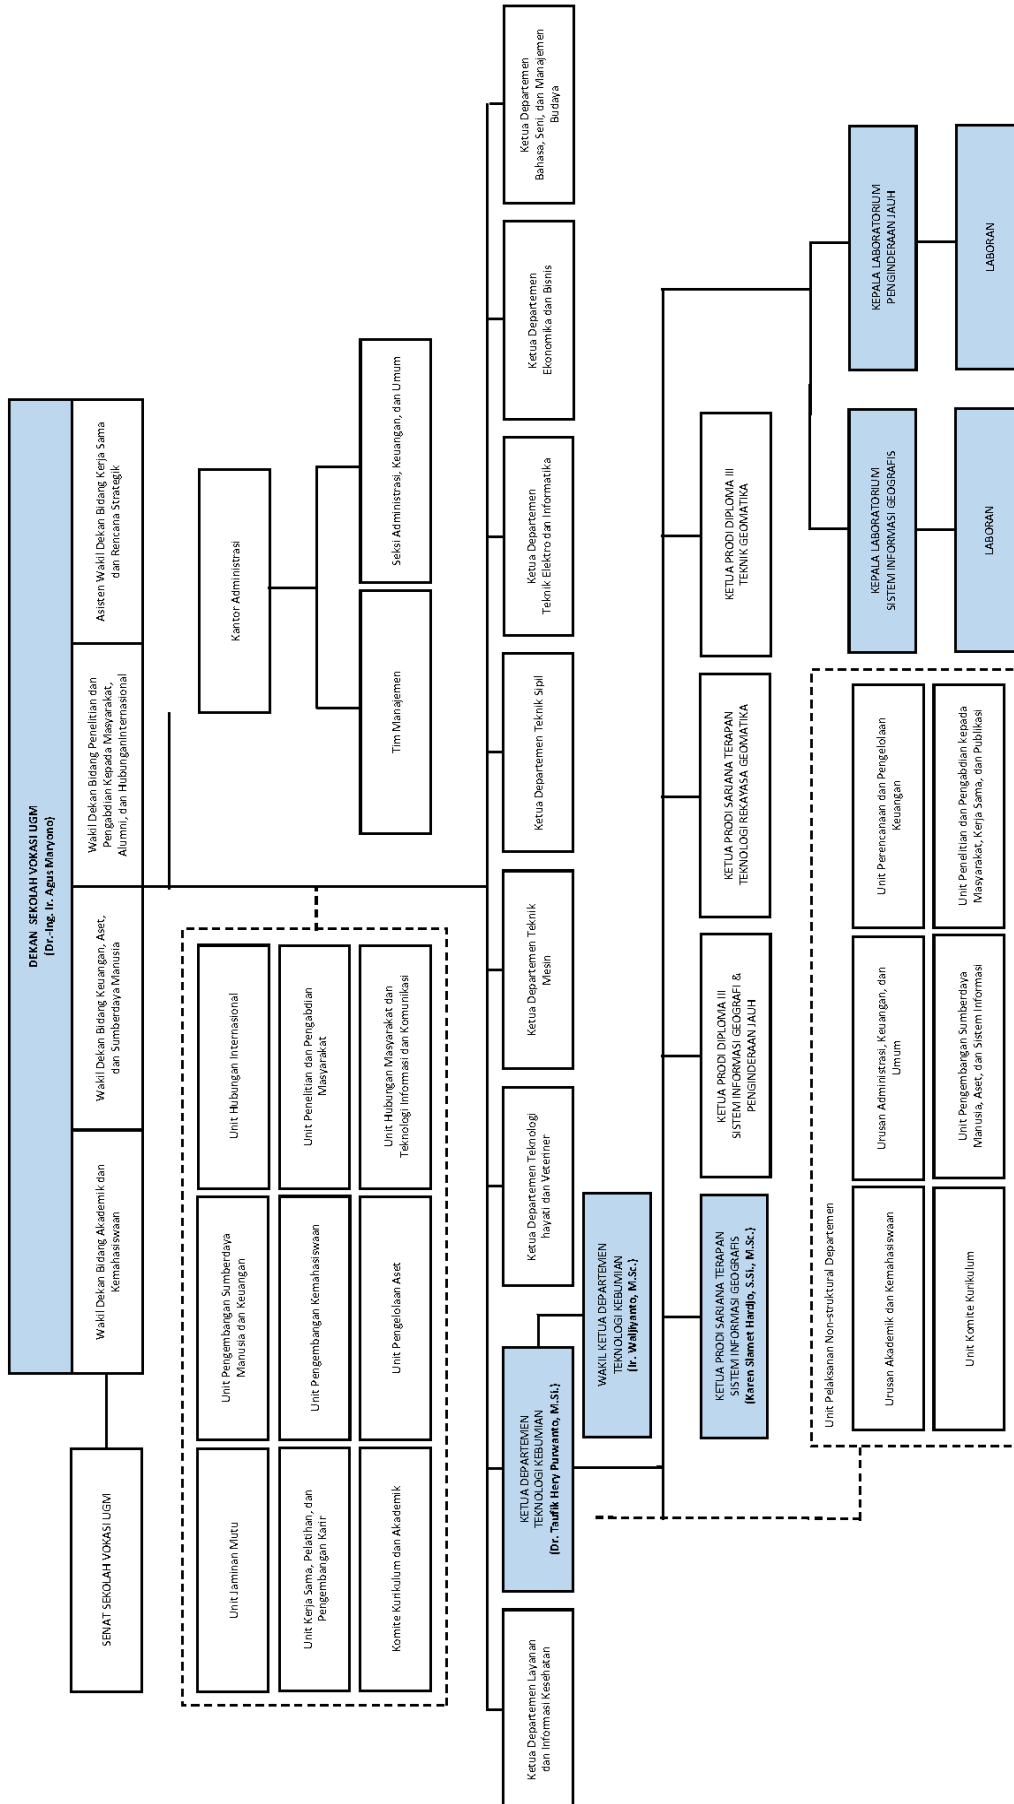 DEKAN SEKOLAH VOKASI UGM
(Dr.-Ing. Ir. Agus Maryono)
SENAT SEKOLAH VOKASI UGM
Wakil Dekan Bidang Akademik dan
Kemahasiswaan
Wakil Dekan Bidang Keuangan, Aset,
dan Sumberdaya Manusia
Wakil Dekan Bidang Penelitian dan
Pengabdian Kepada Masyarakat,
Alumni, dan HubunganInternasional
Asisten Wakil Dekan Bidang Kerja Sama
dan Rencana Strategik
Unit Jaminan Mutu
Unit Pengembangan Sumberdaya
Manusia dan Keuangan
Unit Hubungan Internasional
Unit Kerja Sama, Pelatihan, dan
Pengembangan Karir
Unit Pengembangan Kemahasiswaan
Unit Penelitian dan Pengabdian
Masyarakat
Komite Kurikulum dan Akademik
Unit Pengelolaan Aset
Unit Hubungan Masyarakat dan
Teknologi Informasi dan Komunikasi
Kantor Administrasi
Tim Manajemen
Seksi Administrasi, Keuangan, dan Umum
Ketua Departemen Layanan
dan Informasi Kesehatan
KETUA DEPARTEMEN
TEKNOLOGI KEBUMIAN
(Dr. Taufik Hery Purwanto, M.Si.)
Ketua Departemen Teknologi
hayati dan Veteriner
Ketua Departemen Teknik
Mesin
Ketua Departemen Teknik Sipil
Ketua Departemen
Teknik Elektro dan Informatika
Ketua Departemen
Ekonomika dan Bisnis
Ketua Departemen
Bahasa, Seni, dan Manajemen
Budaya
WAKIL KETUA DEPARTEMEN
TEKNOLOGI KEBUMIAN
(Ir. Waljiyanto, M.Sc.)
KETUA PRODI SARJANA TERAPAN
SISTEM INFORMASI GEOGRAFIS
(Karen Slamet Hardjo, S.Si., M.Sc.)
KETUA PRODI DIPLOMA III
SISTEM INFORMASI GEOGRAFI &
PENGINDERAAN JAUH
KETUA PRODI SARJANA TERAPAN
TEKNOLOGI REKAYASA GEOMATIKA
KETUA PRODI DIPLOMA III
TEKNIK GEOMATIKA
Unit Pelaksanan Non-struktural Departemen
Urusan Akademik dan Kemahasiswaan
Urusan Administrasi, Keuangan, dan
Umum
Unit Perencanaan dan Pengelolaan
Keuangan
Unit Komite Kurikulum
Unit Pengembangan Sumberdaya
Manusia, Aset, dan Sistem Informasi
Unit Penelitian dan Pengabdian kepada
Masyarakat, Kerja Sama, dan Publikasi
KEPALA LABORATORIUM
SISTEM INFORMASI GEOGRAFIS
KEPALA LABORATORIUM
PENGINDERAAN JAUH
LABORAN
LABORAN